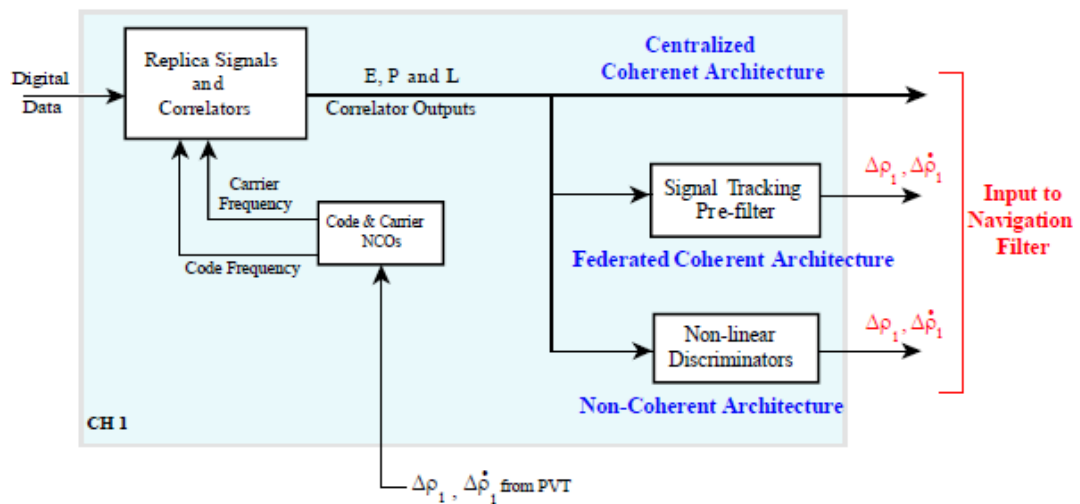 Digital
Data
Replica Signals
and
Correlators
E, P and L
Correlator Outputs
Centralized
Coherenet Architecture
Carrier
Frequency
Code Frequency
Code & Carrier
NCOs
Signal Tracking
Pre-filter
Δρ₁ , Δρ̇₁
Federated Coherent Architecture
Input to
Navigation
Filter
Non-linear
Discriminators
Δρ₁ , Δρ̇₁
Non-Coherent Architecture
CH 1
Δρ₁ , Δρ̇₁ from PVT